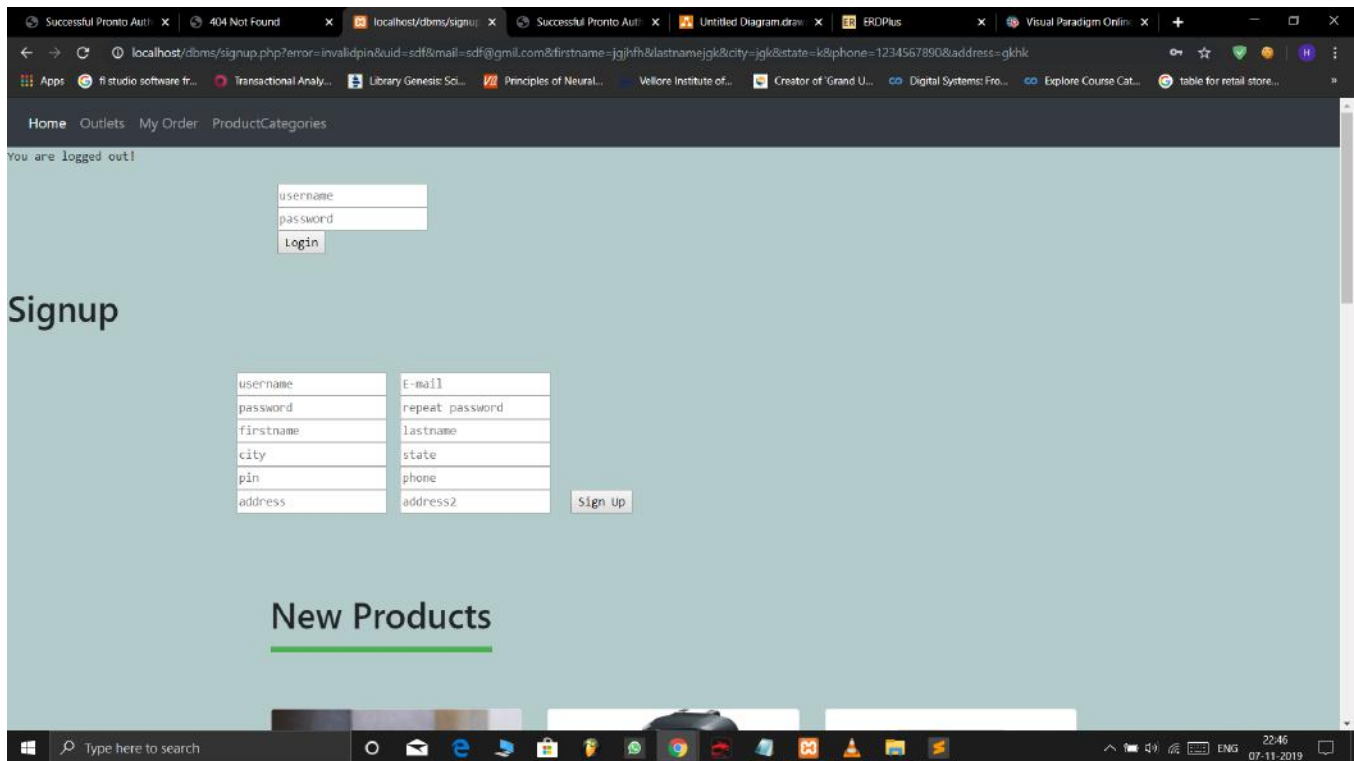 Successful Pronto Auth
404 Not Found
localhost/dbms/signup
Successful Pronto Auth
Untitled Diagram.draw
ER ERDPlus
Visual Paradigm Online
localhost/dbms/signup.php?error=invalidpin&uid=sdf&mail=sdf@gmil.com&firstname=jgjhfh&lastnamejgk&city=jgk&state=k&phone=1234567890&address=gkhk
H
Apps
fl studio software fr...
Transactional Analy...
Library Genesis: Sci...
Principles of Neural...
Vellore Institute of...
Creator of 'Grand U...
Digital Systems: Fro...
Explore Course Cat...
table for retail store...
Home Outlets My Order ProductCategories
You are logged out!
username
password
Login
Signup
username E-mail
password repeat password
firstname lastname
city state
pin phone
address address2 Sign Up
New Products
Type here to search
ENG
22:46
07-11-2019